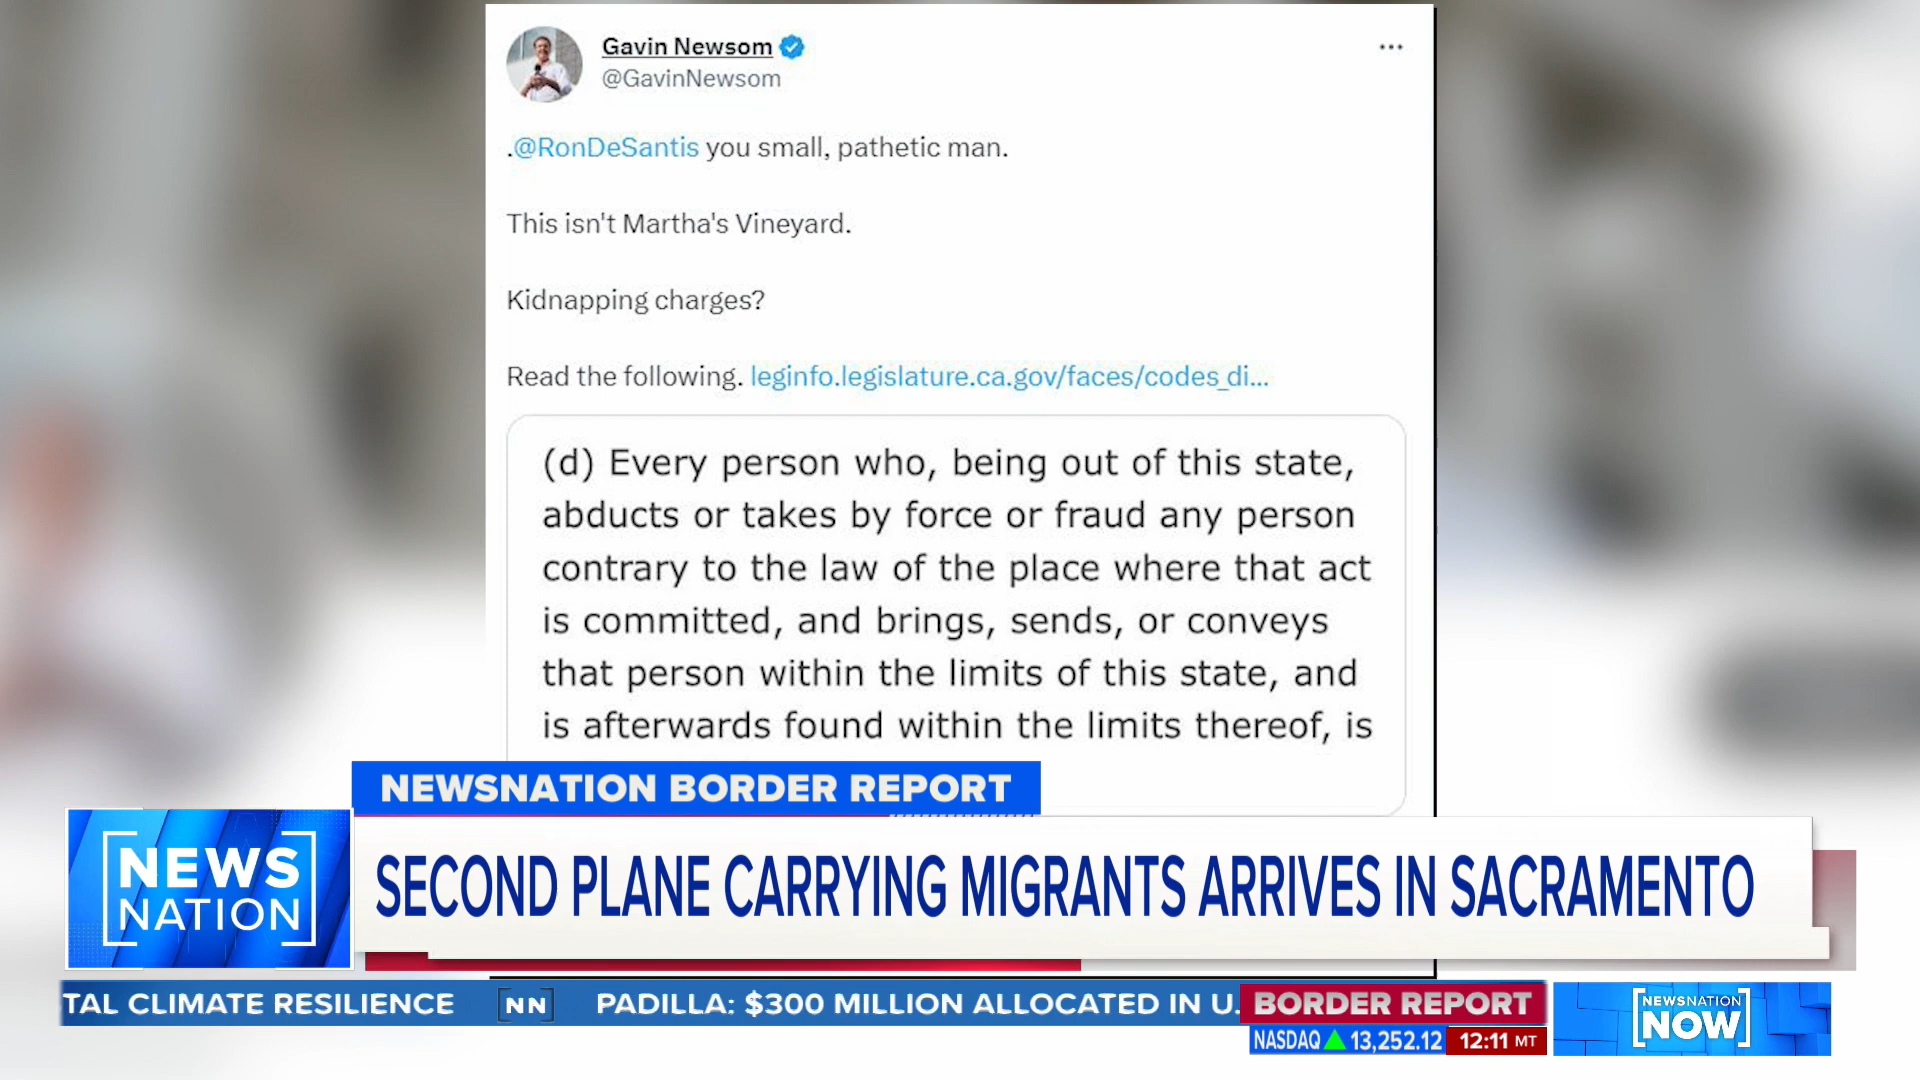 Gavin Newsom
@GavinNewsom
.@RonDeSantis you small, pathetic man.
This isn't Martha's Vineyard.
Kidnapping charges?
Read the following. leginfo.legislature.ca.gov/faces/codes_di...
(d) Every person who, being out of this state,
abducts or takes by force or fraud any person
contrary to the law of the place where that act
is committed, and brings, sends, or conveys
that person within the limits of this state, and
is afterwards found within the limits thereof, is
NEWSNATION BORDER REPORT
NEWS
NATION
SECOND PLANE CARRYING MIGRANTS ARRIVES IN SACRAMENTO
TAL CLIMATE RESILIENCE
NN
PADILLA: $300 MILLION ALLOCATED IN U.
BORDER REPORT
NEWSNATION
NOW
NASDAQ 13,252.12
12:11 MT